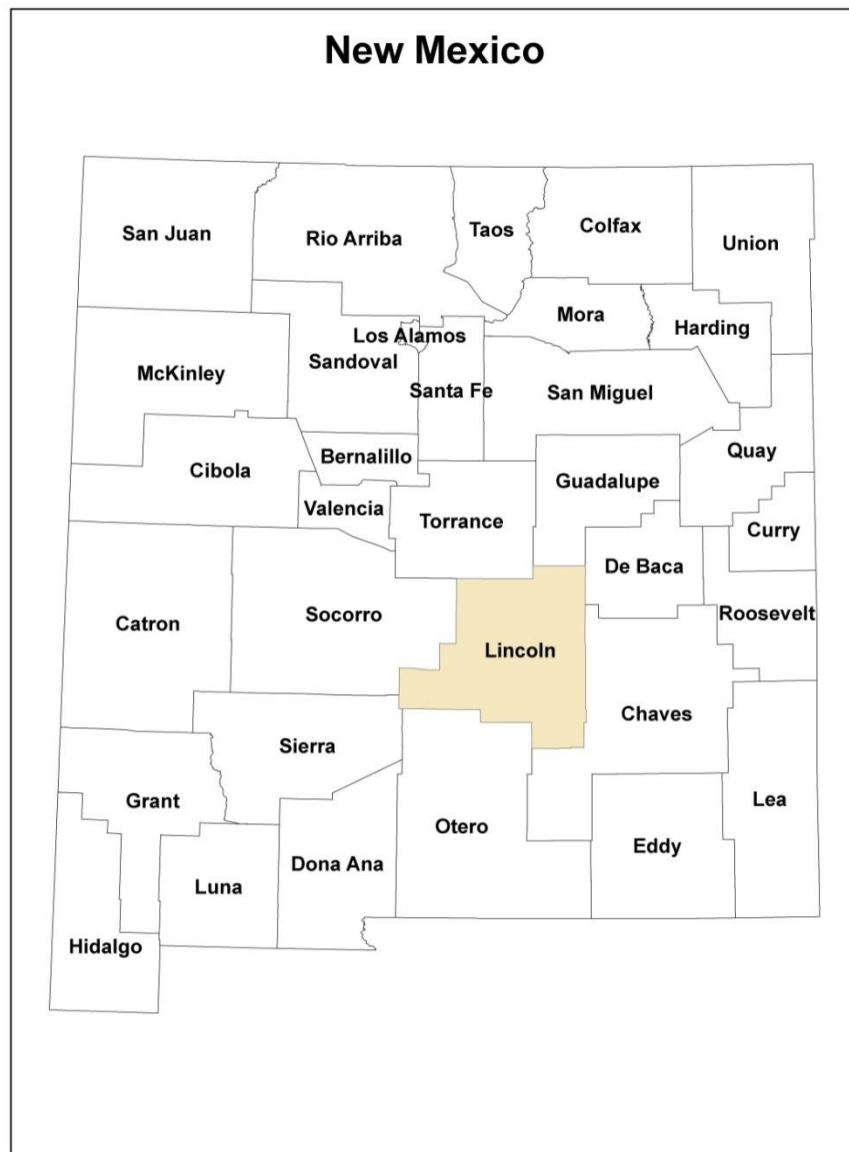 New Mexico
San Juan
Rio Arriba
Taos
Colfax
Union
Mora
Harding
Los Alamos
Sandoval
McKinley
Santa Fe
San Miguel
Cibola
Bernalillo
Quay
Guadalupe
Valencia
Torrance
Curry
De Baca
Catron
Socorro
Roosevelt
Lincoln
Chaves
Sierra
Grant
Lea
Otero
Eddy
Dona Ana
Luna
Hidalgo